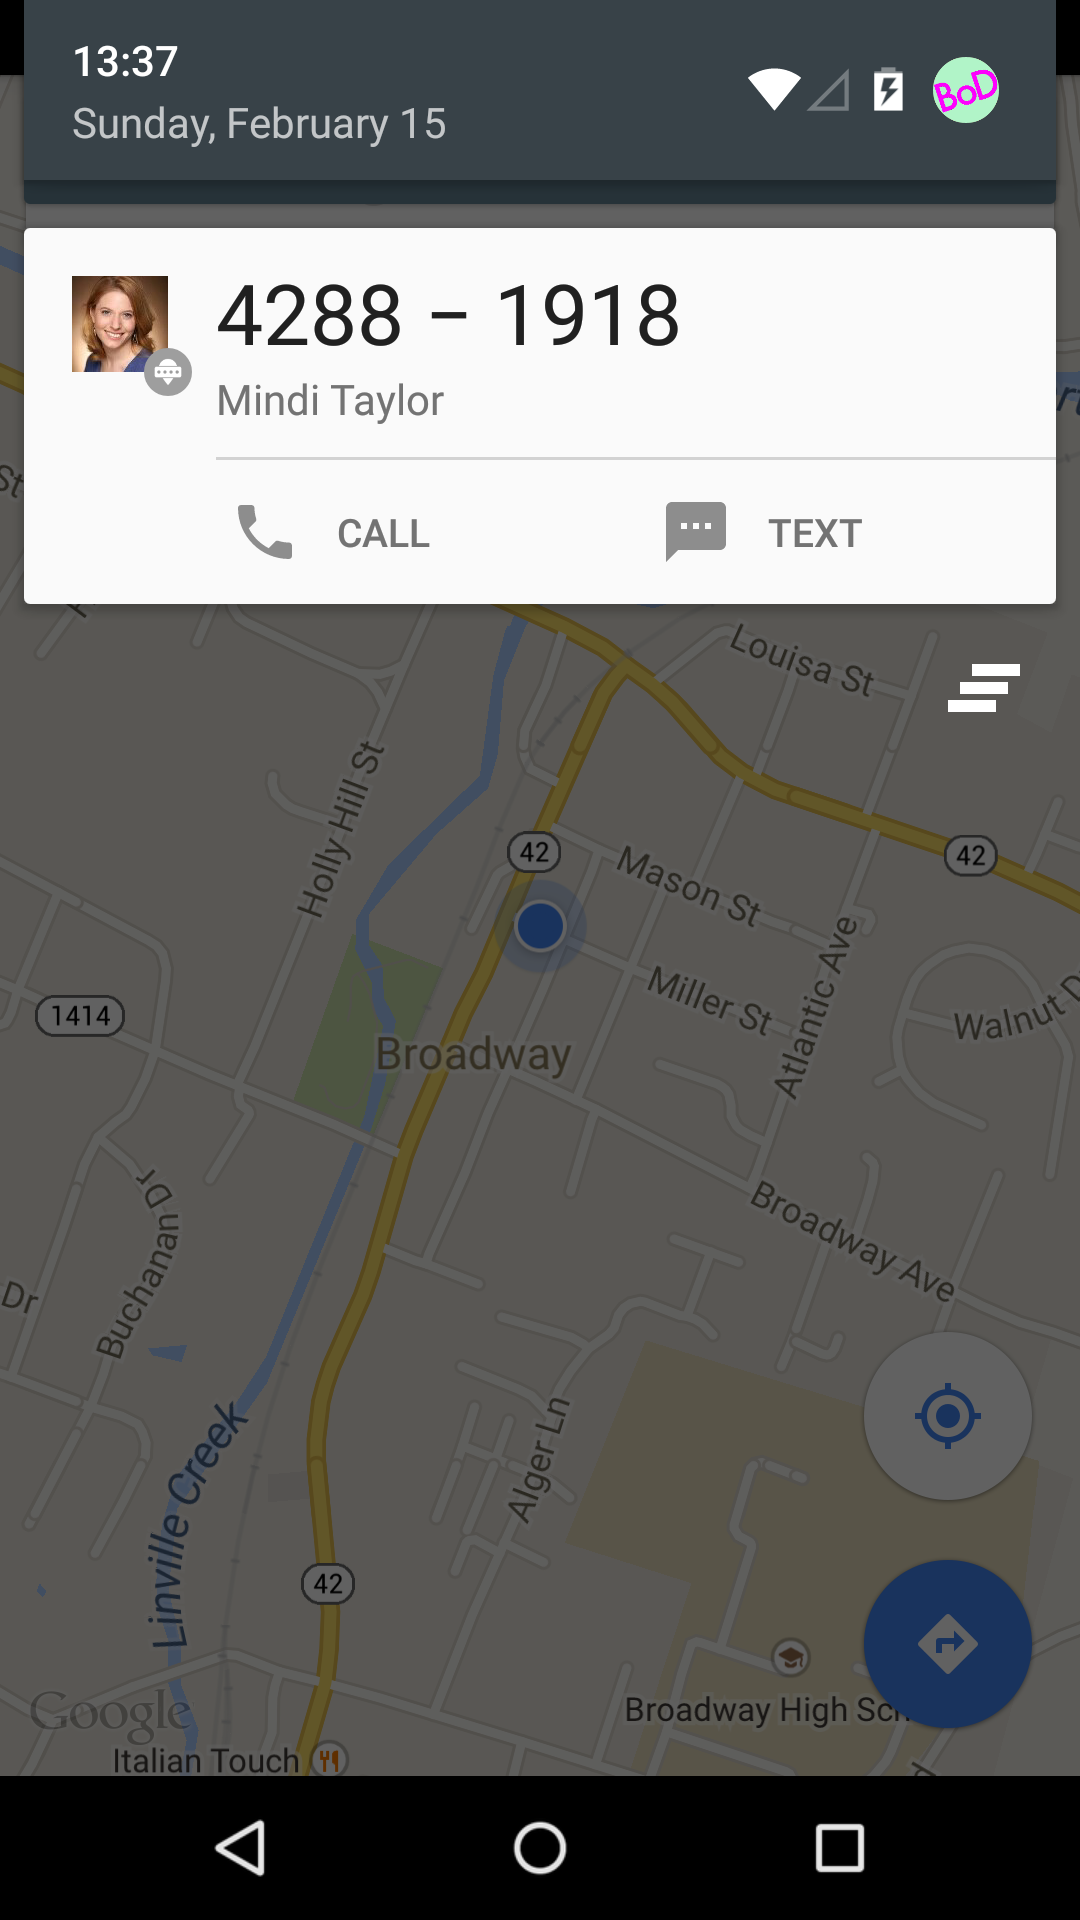 13:37
Sunday, February 15
BoD
4288 – 1918
Mindi Taylor
CALL
TEXT
St
Louisa St
Holly Hill St
42
42
Mason St
Miller St
Atlantic Ave
Walnut D
1414
Broadway
Buchanan Dr
Broadway Ave
Dr
Alger Ln
Linville Creek
42
Broadway High Sch
Google
Italian Touch